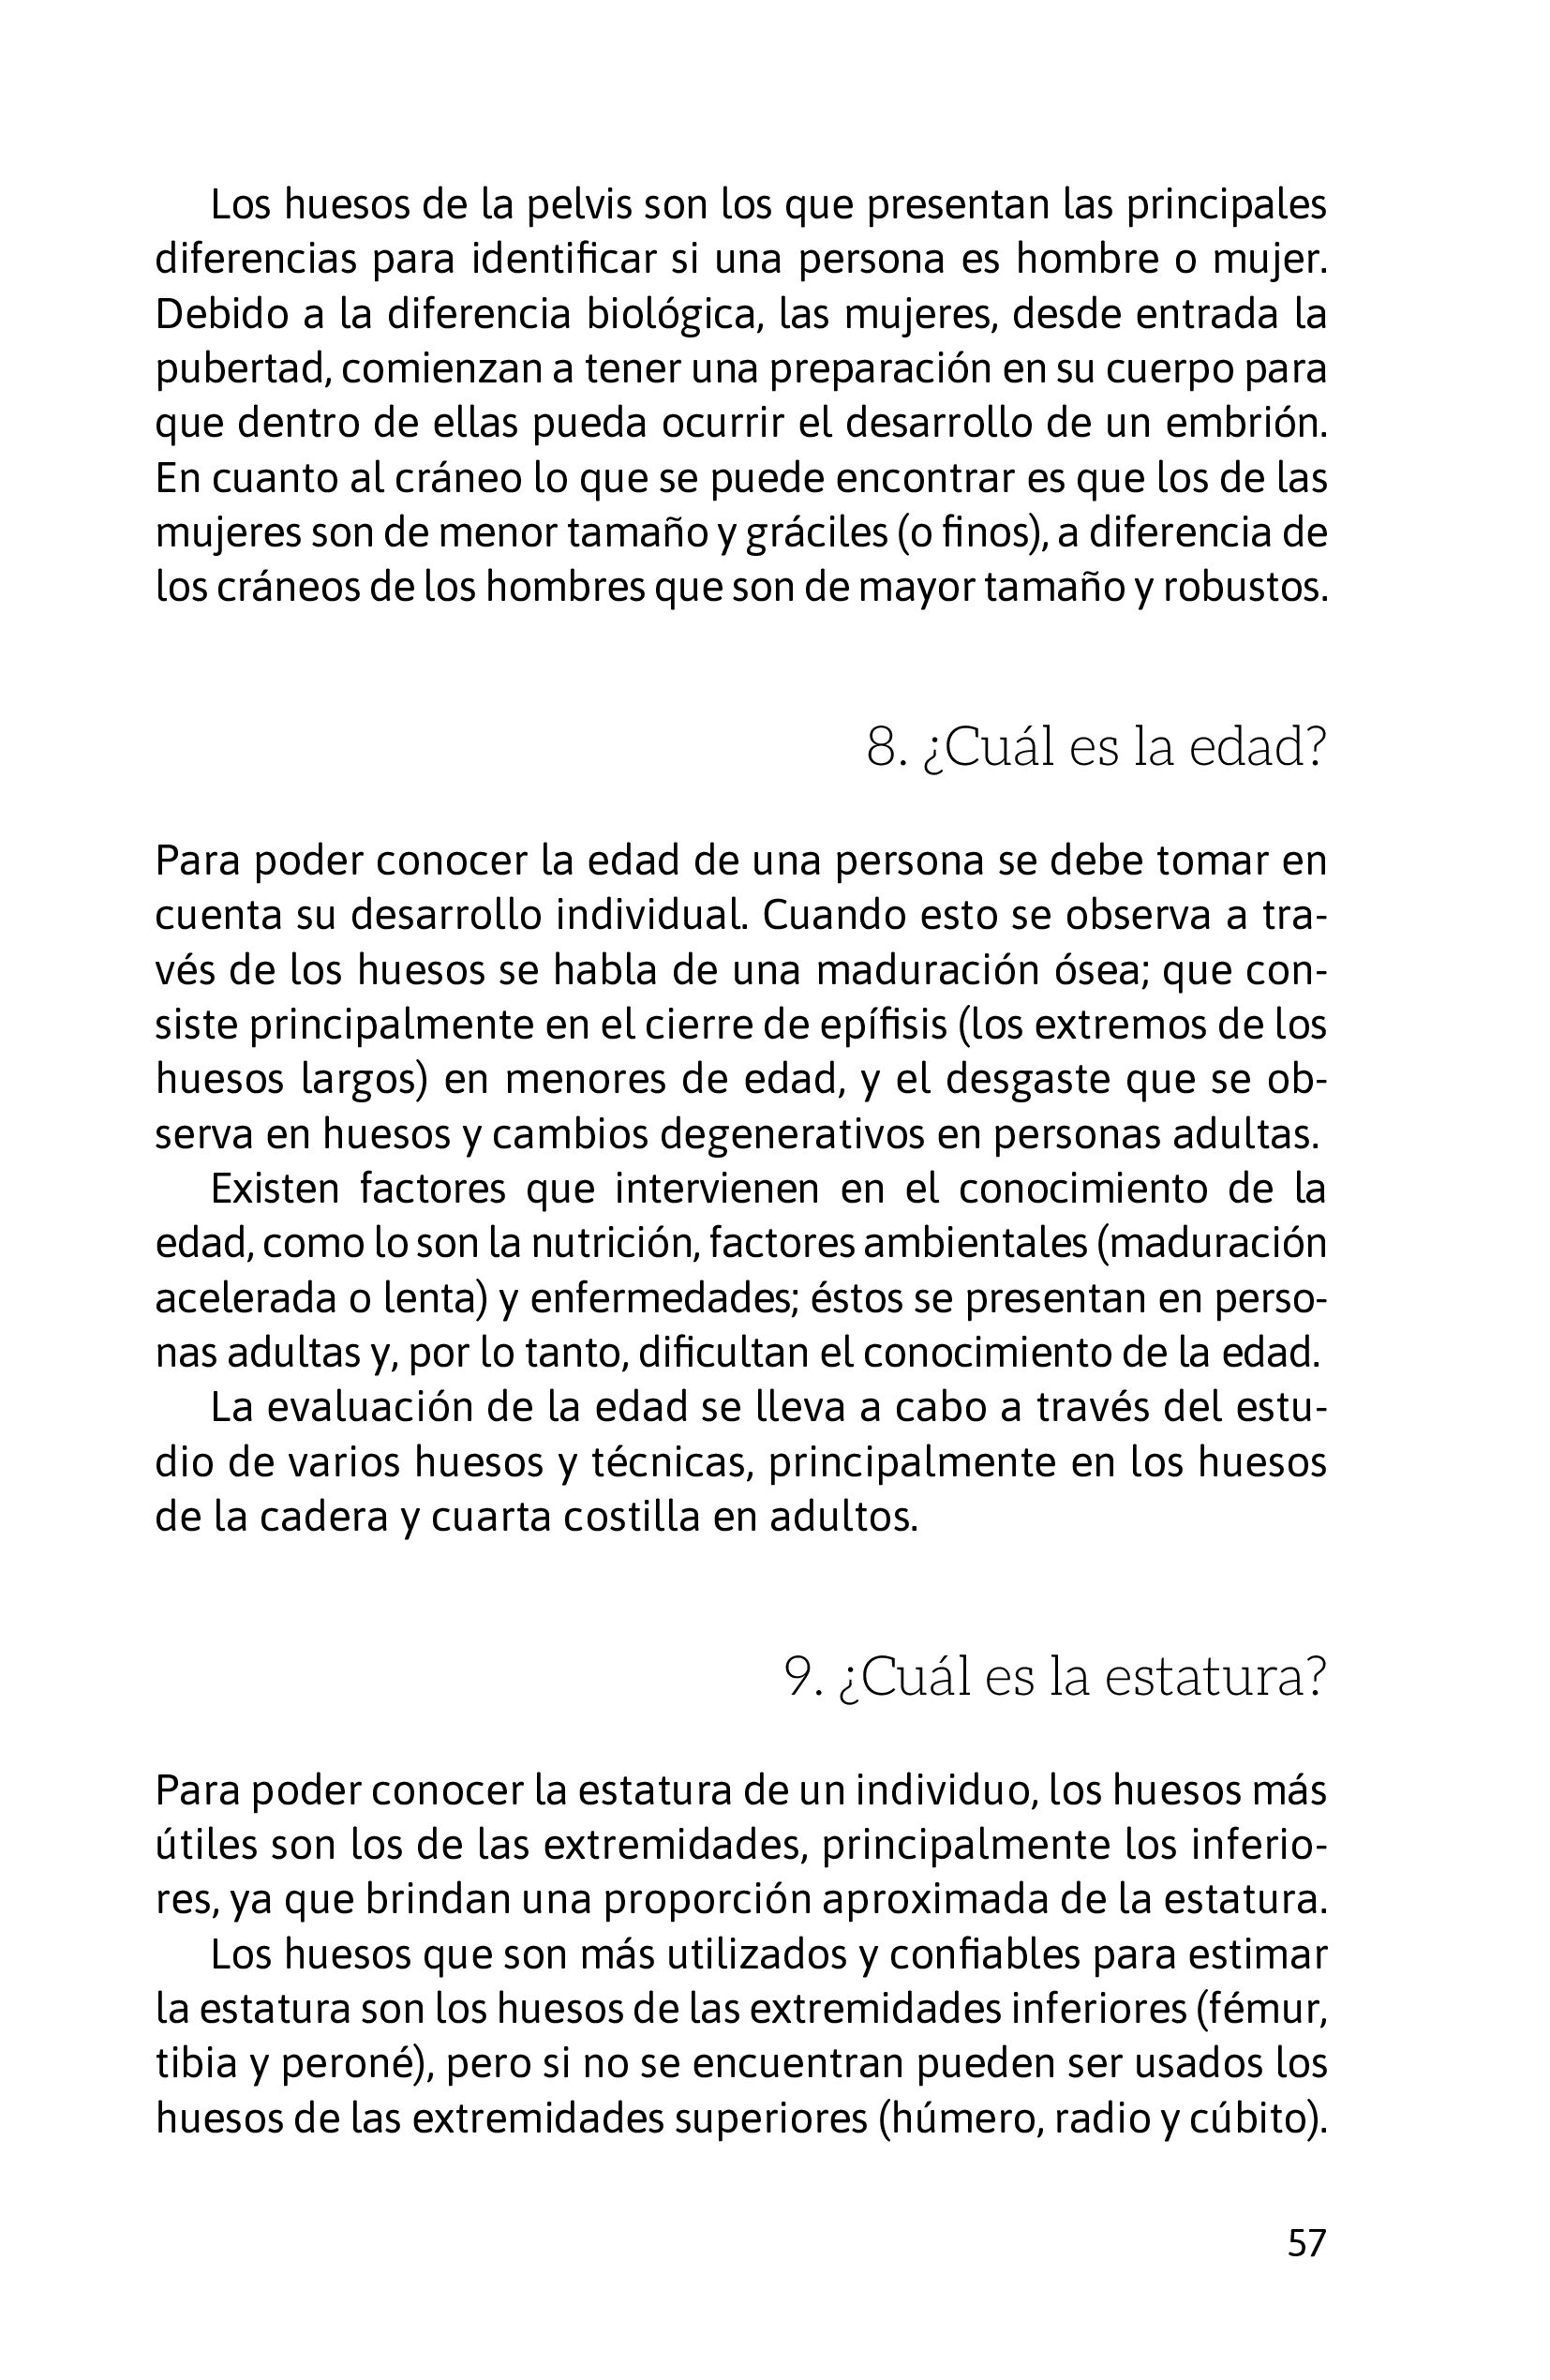 Los huesos de la pelvis son los que presentan las principales
diferencias para identificar si una persona es hombre o mujer.
Debido a la diferencia biológica, las mujeres, desde entrada la
pubertad, comienzan a tener una preparación en su cuerpo para
que dentro de ellas pueda ocurrir el desarrollo de un embrión.
En cuanto al cráneo lo que se puede encontrar es que los de las
mujeres son de menor tamaño y gráciles (o finos), a diferencia de
los cráneos de los hombres que son de mayor tamaño y robustos.
8. ¿Cuál es la edad?
Para poder conocer la edad de una persona se debe tomar en
cuenta su desarrollo individual. Cuando esto se observa a tra-
vés de los huesos se habla de una maduración ósea; que con-
siste principalmente en el cierre de epífisis (los extremos de los
huesos largos) en menores de edad, y el desgaste que se ob-
serva en huesos y cambios degenerativos en personas adultas.
Existen factores que intervienen en el conocimiento de la
edad, como lo son la nutrición, factores ambientales (maduración
acelerada o lenta) y enfermedades; éstos se presentan en perso-
nas adultas y, por lo tanto, dificultan el conocimiento de la edad.
La evaluación de la edad se lleva a cabo a través del estu-
dio de varios huesos y técnicas, principalmente en los huesos
de la cadera y cuarta costilla en adultos.
9. ¿Cuál es la estatura?
Para poder conocer la estatura de un individuo, los huesos más
útiles son los de las extremidades, principalmente los inferio-
res, ya que brindan una proporción aproximada de la estatura.
Los huesos que son más utilizados y confiables para estimar
la estatura son los huesos de las extremidades inferiores (fémur,
tibia y peroné), pero si no se encuentran pueden ser usados los
huesos de las extremidades superiores (húmero, radio y cúbito).
57